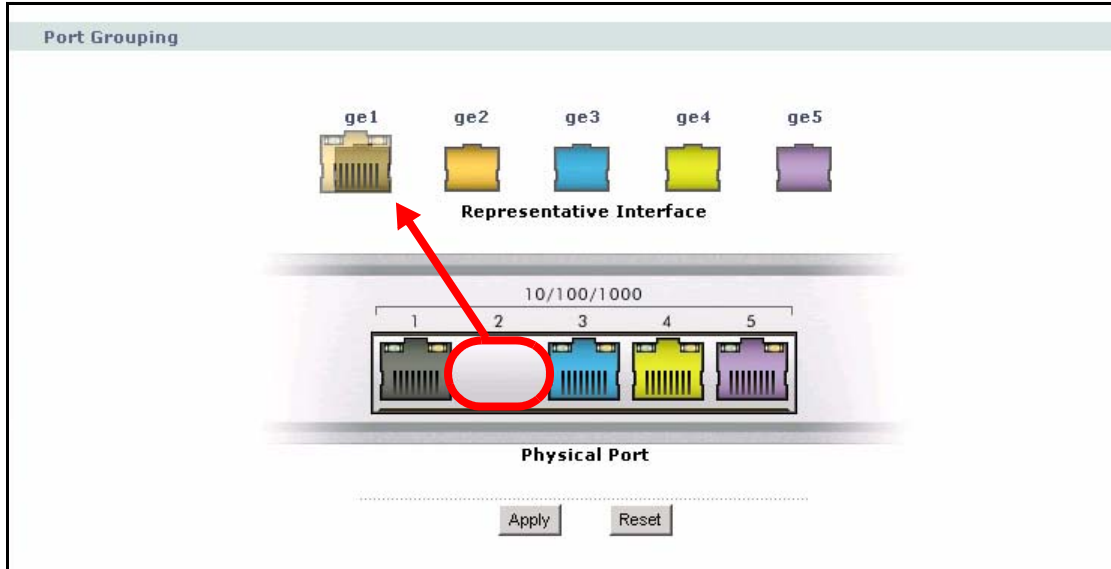 Port Grouping
ge1 ge2 ge3 ge4 ge5
Representative Interface
10/100/1000
1 2 3 4 5
Physical Port
Apply Reset